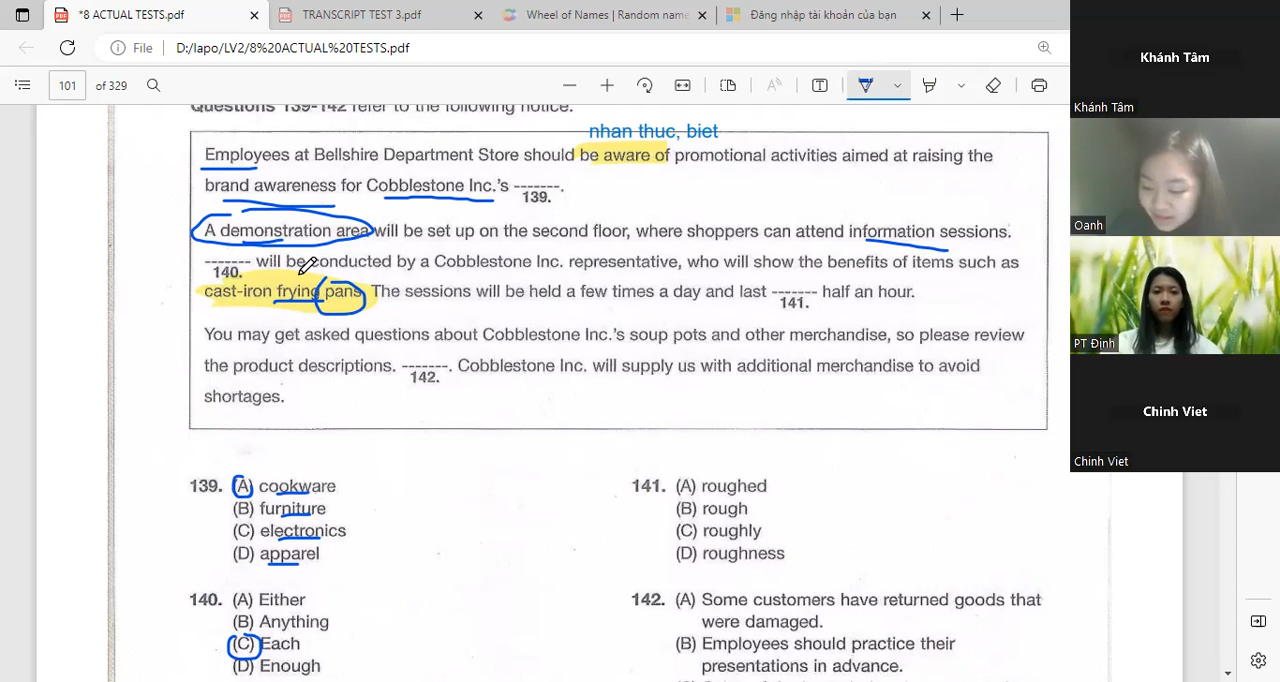 *8 ACTUAL TESTS.pdf
TRANSCRIPT TEST 3.pdf
Wheel of Names | Random name
Đăng nhập tài khoản của bạn
File
D:/lapo/LV2/8%20ACTUAL%20TESTS.pdf
101 of 329
Questions 139-142 refer to the following notice.
nhan thuc, biet
Employees at Bellshire Department Store should be aware of promotional activities aimed at raising the
brand awareness for Cobblestone Inc.'s -------.
139.
A demonstration area will be set up on the second floor, where shoppers can attend information sessions.
------- will be conducted by a Cobblestone Inc. representative, who will show the benefits of items such as
140.
cast-iron frying pans. The sessions will be held a few times a day and last ------- half an hour.
141.
You may get asked questions about Cobblestone Inc.'s soup pots and other merchandise, so please review
the product descriptions. -------. Cobblestone Inc. will supply us with additional merchandise to avoid
142.
shortages.
139. (A) cookware
(B) furniture
(C) electronics
(D) apparel
140. (A) Either
(B) Anything
(C) Each
(D) Enough
141. (A) roughed
(B) rough
(C) roughly
(D) roughness
142. (A) Some customers have returned goods that
were damaged.
(B) Employees should practice their
presentations in advance.
Khánh Tâm
Khánh Tâm
Oanh
PT Định
Chinh Viet
Chinh Viet